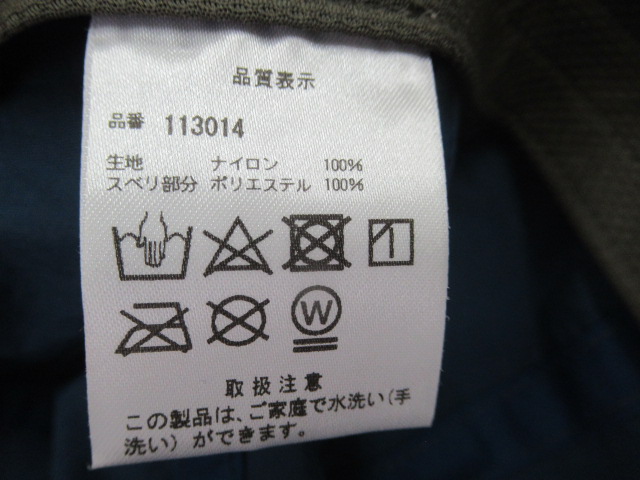 品質表示
品番 113014
生地 ナイロン 100%
スベリ部分 ポリエステル 100%
W
取扱注意
この製品は、ご家庭で水洗い(手
洗い)ができます。